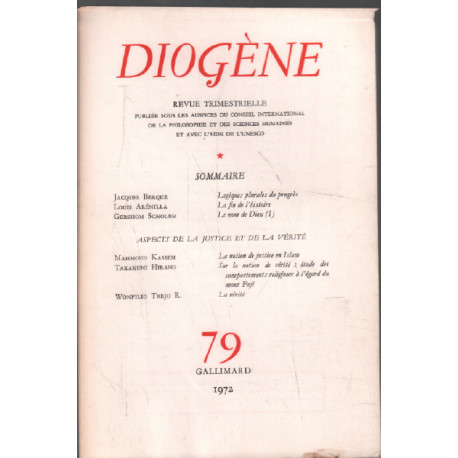 DIOGÈNE
REVUE TRIMESTRIELLE
PUBLIÉE SOUS LES AUSPICES DU CONSEIL INTERNATIONAL
DE LA PHILOSOPHIE ET DES SCIENCES HUMAINES
ET AVEC L'AIDE DE L'UNESCO
SOMMAIRE
JACQUES BERQUE Logiques plurales du progrès
LOUIS ARÉNILLA La fin de l'histoire
GERSHOM SCHOLEM Le nom de Dieu (I)
ASPECTS DE LA JUSTICE ET DE LA VÉRITÉ
MAHMOUD KASSEM La notion de justice en Islam
TAKAKUNI HIRANO Sur la notion de vérité : étude des
comportements religieux à l'égard du
mont Fuji
WONFILIO TREJO R. La vérité
79
GALLIMARD
1972